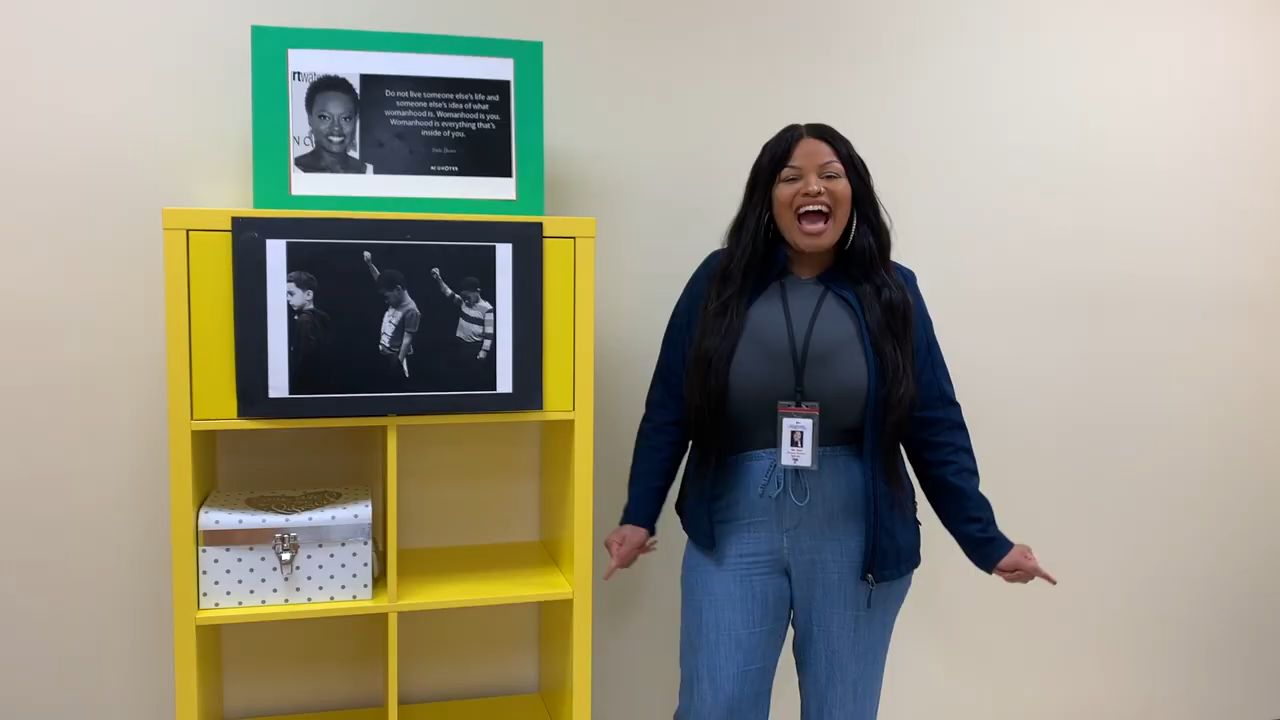 rtwat
Do not live someone else's life and
someone else's idea of what
womanhood is. Womanhood is you.
Womanhood is everything that's
inside of you.
N C